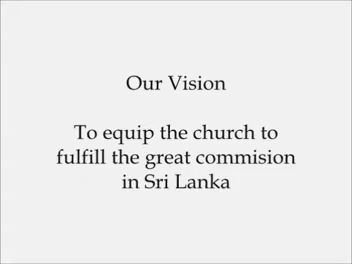 Our Vision
To equip the church to
fulfill the great commision
in Sri Lanka